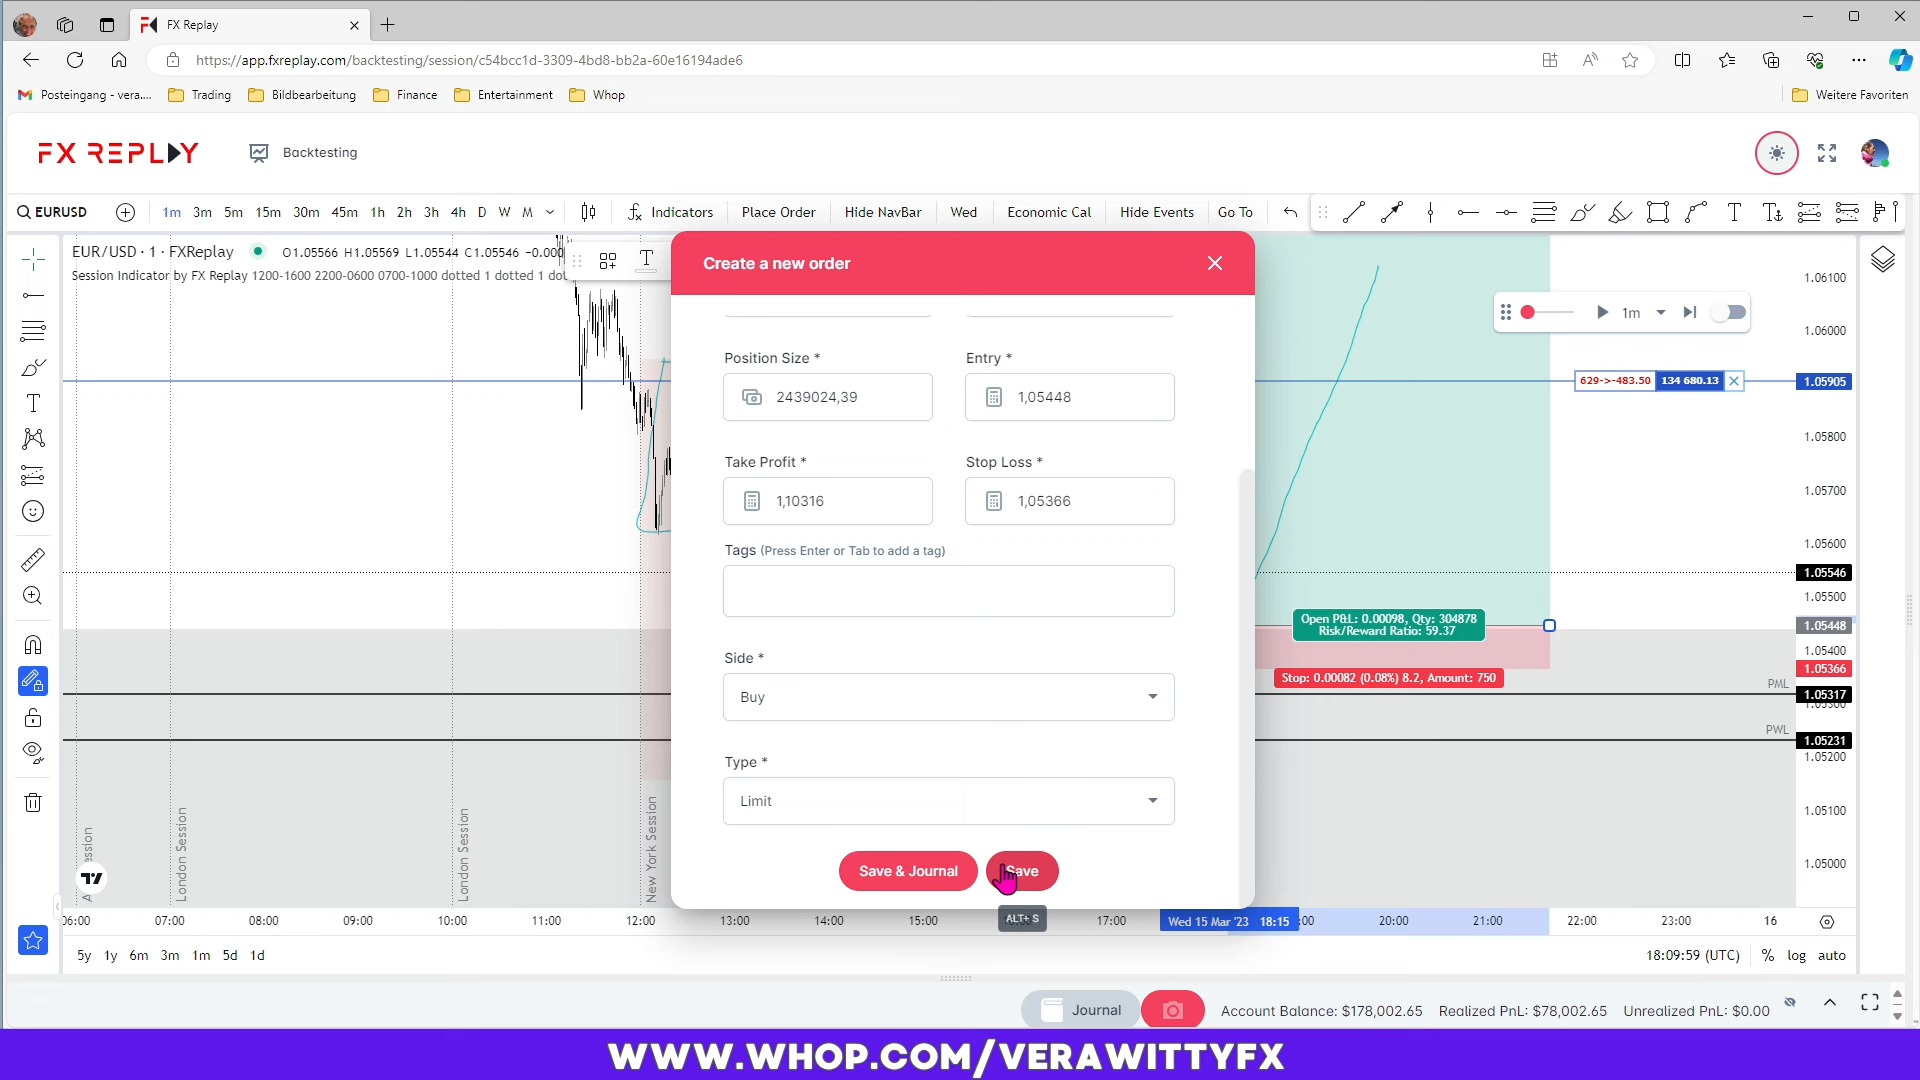 FX Replay
https://app.fxreplay.com/backtesting/session/c54bcc1d-3309-4bd8-bb2a-60e16194ade6
Posteingang - vera....
Trading
Bildbearbeitung
Finance
Entertainment
Whop
Weitere Favoriten
FX REPLAY
Backtesting
EURUSD
1m 3m 5m 15m 30m 45m 1h 2h 3h 4h D W M
Indicators
Place Order
Hide NavBar
Wed
Economic Cal
Hide Events
Go To
EUR/USD · 1 · FXReplay
O1.05566 H1.05569 L1.05544 C1.05546 −0.000
Session Indicator by FX Replay 1200-1600 2200-0600 0700-1000 dotted 1 dotted 1
Create a new order
Position Size *
2439024,39
Entry *
1,05448
Take Profit *
1,10316
Stop Loss *
1,05366
Tags (Press Enter or Tab to add a tag)
Side *
Buy
Type *
Limit
Save & Journal
Save
ALT+ S
1m
629->-483.50
134 680.13
Open P&L: 0.00098, Qty: 304878
Risk/Reward Ratio: 59.37
Stop: 0.00082 (0.08%) 8.2, Amount: 750
PML
PWL
1.06100
1.06000
1.05905
1.05800
1.05700
1.05600
1.05546
1.05500
1.05448
1.05400
1.05366
1.05317
1.05231
1.05200
1.05100
1.05000
London Session
London Session
New York Session
06:00 07:00 08:00 09:00 10:00 11:00 12:00 13:00 14:00 15:00 17:00
Wed 15 Mar '23 18:15
20:00 21:00 22:00 23:00 16
5y 1y 6m 3m 1m 5d 1d
18:09:59 (UTC)
% log auto
Journal
Account Balance: $178,002.65
Realized PnL: $78,002.65
Unrealized PnL: $0.00
WWW.WHOP.COM/VERAWITTYFX